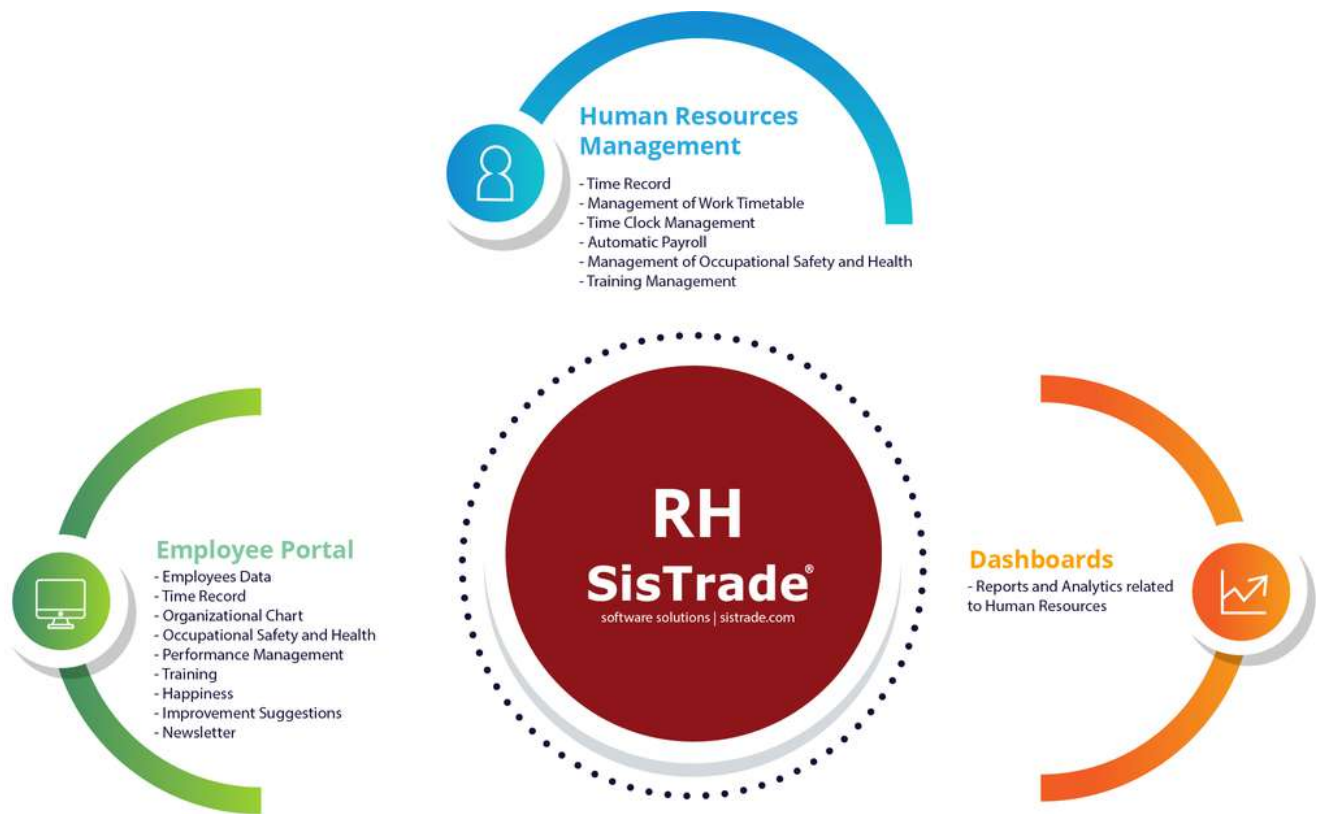 Human Resources
Management
- Time Record
- Management of Work Timetable
- Time Clock Management
- Automatic Payroll
- Management of Occupational Safety and Health
- Training Management
RH
SisTrade®
software solutions | sistrade.com
Employee Portal
- Employees Data
- Time Record
- Organizational Chart
- Occupational Safety and Health
- Performance Management
- Training
- Happiness
- Improvement Suggestions
- Newsletter
Dashboards
- Reports and Analytics related
to Human Resources